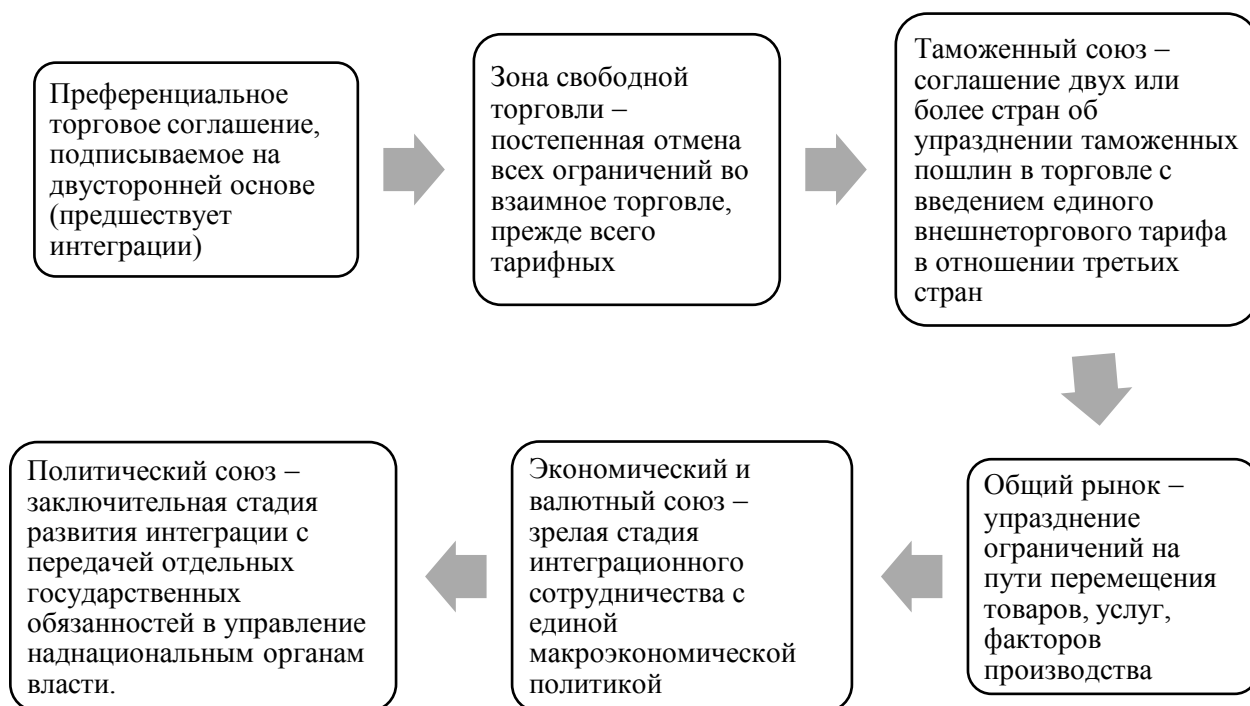 Преференциальное
торговое соглашение,
подписываемое на
двусторонней основе
(предшествует
интеграции)
Зона свободной
торговли –
постепенная отмена
всех ограничений во
взаимное торговле,
прежде всего
тарифных
Таможенный союз –
соглашение двух или
более стран об
упразднении таможенных
пошлин в торговле с
введением единого
внешнеторгового тарифа
в отношении третьих
стран
Общий рынок –
упразднение
ограничений на
пути перемещения
товаров, услуг,
факторов
производства
Экономический и
валютный союз –
зрелая стадия
интеграционного
сотрудничества с
единой
макроэкономической
политикой
Политический союз –
заключительная стадия
развития интеграции с
передачей отдельных
государственных
обязанностей в управление
наднациональным органам
власти.